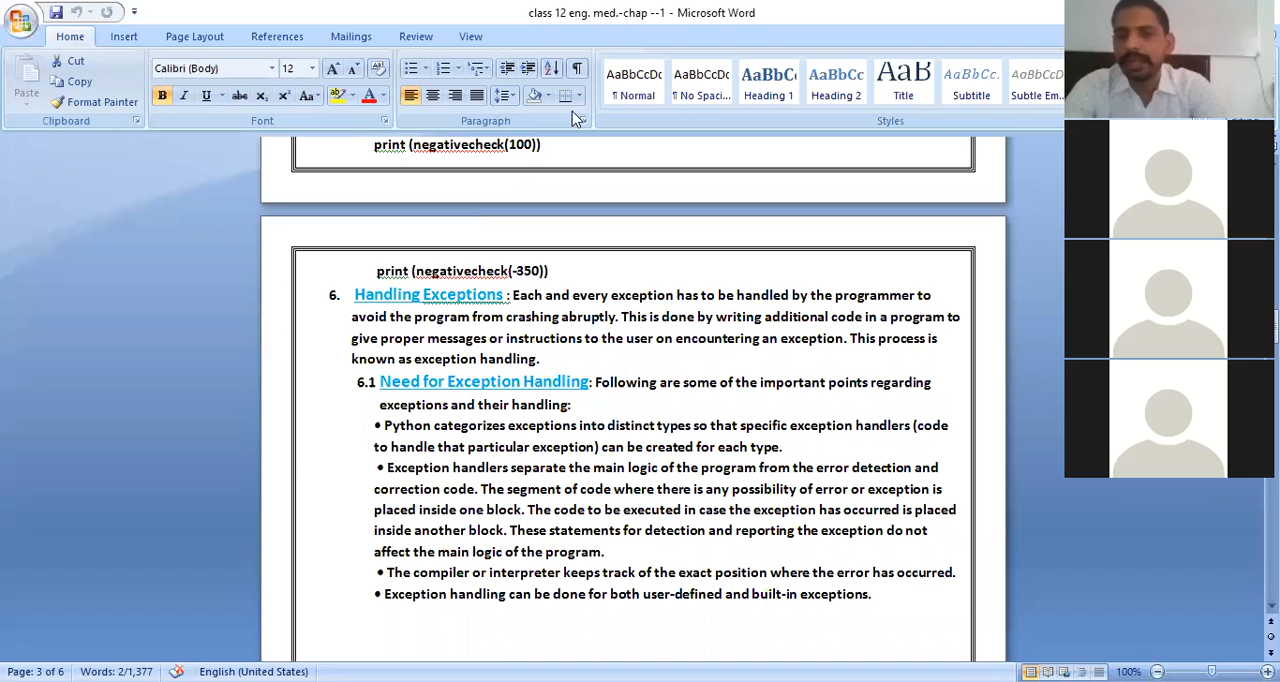 class 12 eng. med.-chap --1 - Microsoft Word
Home Insert Page Layout References Mailings Review View
Paste
Cut
Copy
Format Painter
Clipboard
Calibri (Body) 12
B I U abc X₂ X² Aa
Font
Paragraph
AaBbCcDc AaBbCcDc AaBbC AaBbCc AaB AaBbCc AaBbCcDc
¶ Normal ¶ No Spaci... Heading 1 Heading 2 Title Subtitle Subtle Em...
Styles
print (negativecheck(100))
print (negativecheck(-350))
6. Handling Exceptions : Each and every exception has to be handled by the programmer to
avoid the program from crashing abruptly. This is done by writing additional code in a program to
give proper messages or instructions to the user on encountering an exception. This process is
known as exception handling.
6.1 Need for Exception Handling: Following are some of the important points regarding
exceptions and their handling:
• Python categorizes exceptions into distinct types so that specific exception handlers (code
to handle that particular exception) can be created for each type.
• Exception handlers separate the main logic of the program from the error detection and
correction code. The segment of code where there is any possibility of error or exception is
placed inside one block. The code to be executed in case the exception has occurred is placed
inside another block. These statements for detection and reporting the exception do not
affect the main logic of the program.
• The compiler or interpreter keeps track of the exact position where the error has occurred.
• Exception handling can be done for both user-defined and built-in exceptions.
Page: 3 of 6 Words: 2/1,377 English (United States) 100%